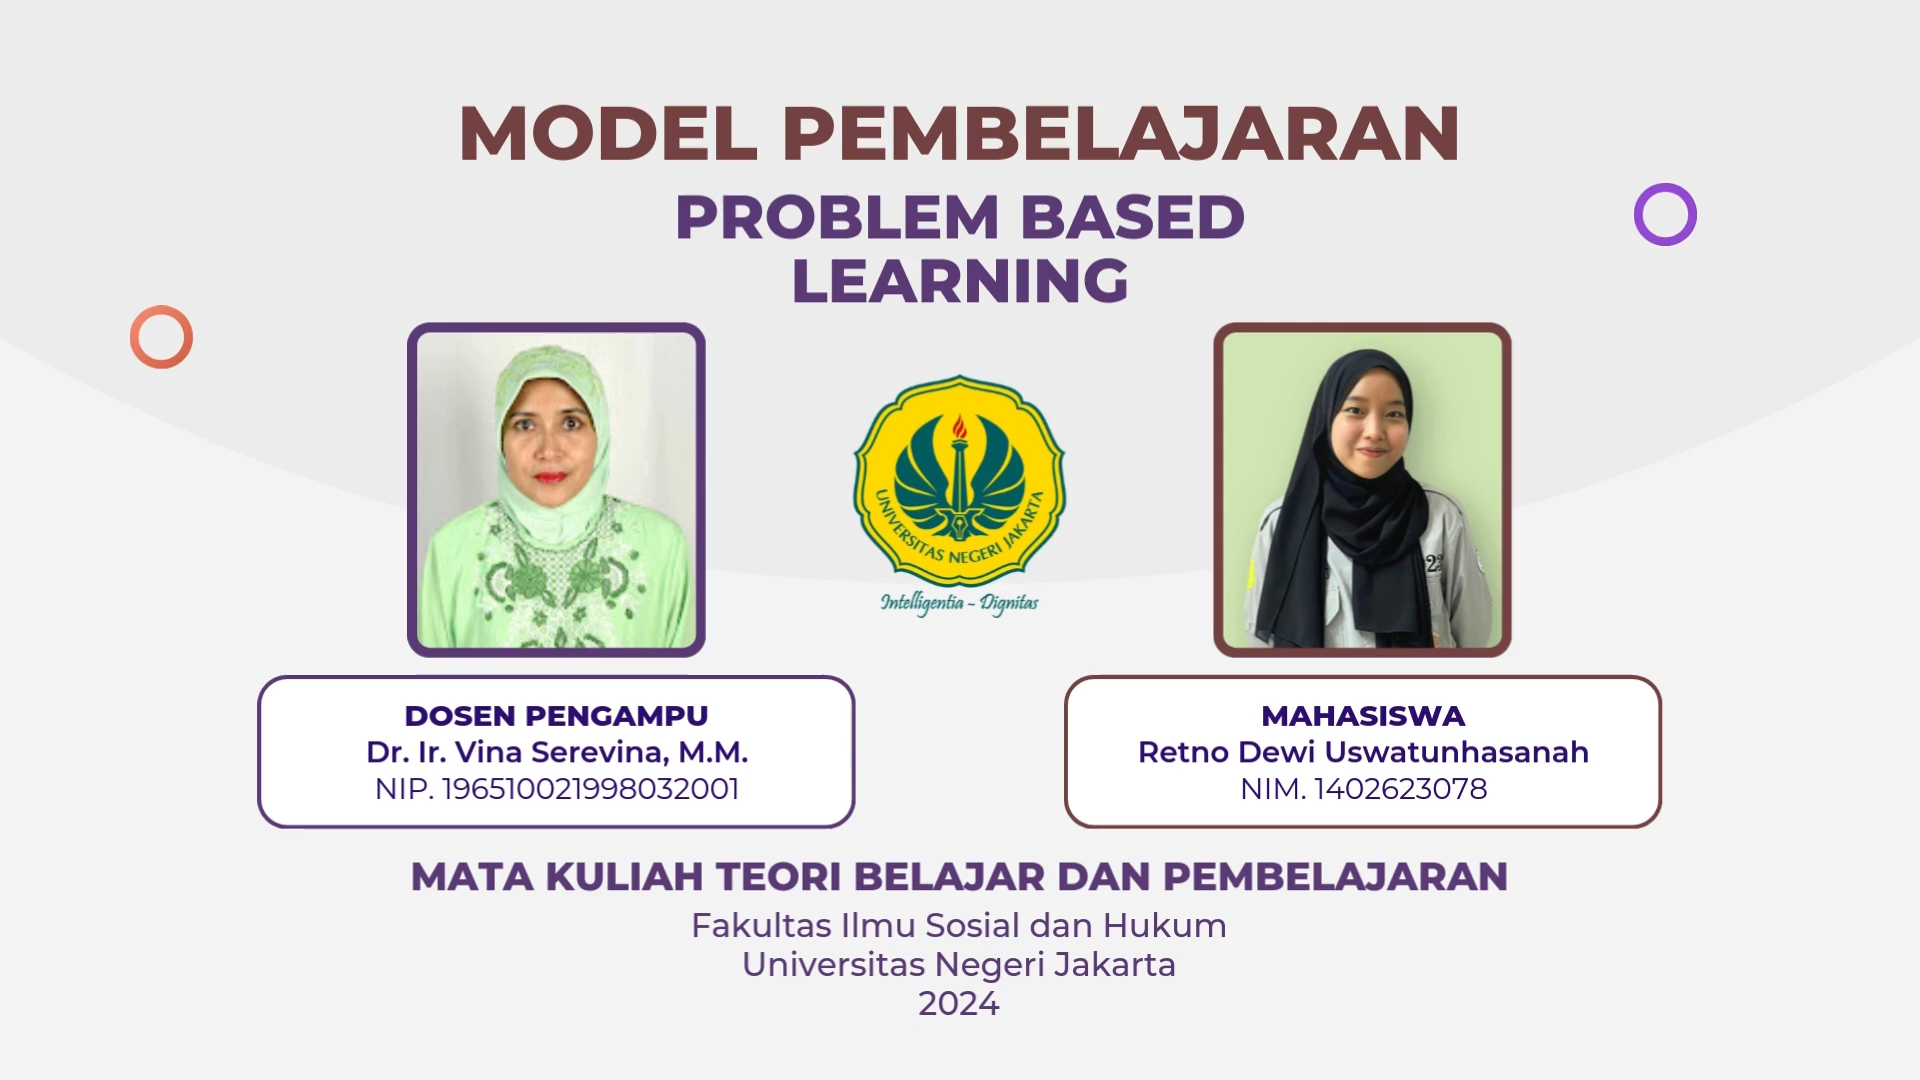 MODEL PEMBELAJARAN
PROBLEM BASED
LEARNING
UNIVERSITAS NEGERI JAKARTA
Intelligentia - Dignitas
23
DOSEN PENGAMPU
Dr. Ir. Vina Serevina, M.M.
NIP. 196510021998032001
MAHASISWA
Retno Dewi Uswatunhasanah
NIM. 1402623078
MATA KULIAH TEORI BELAJAR DAN PEMBELAJARAN
Fakultas Ilmu Sosial dan Hukum
Universitas Negeri Jakarta
2024